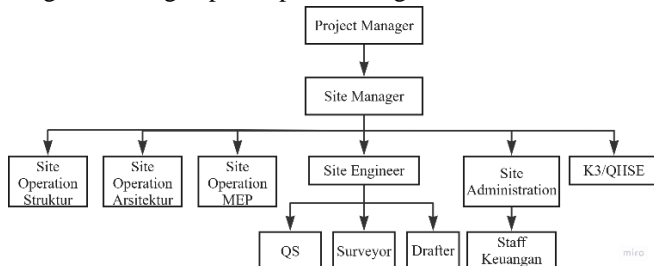 Project Manager
Site Manager
Site
Operation
Struktur
Site
Operation
Arsitektur
Site
Operation
MEP
Site Engineer
Site
Administration
K3/QHSE
QS
Surveyor
Drafter
Staff
Keuangan
miro